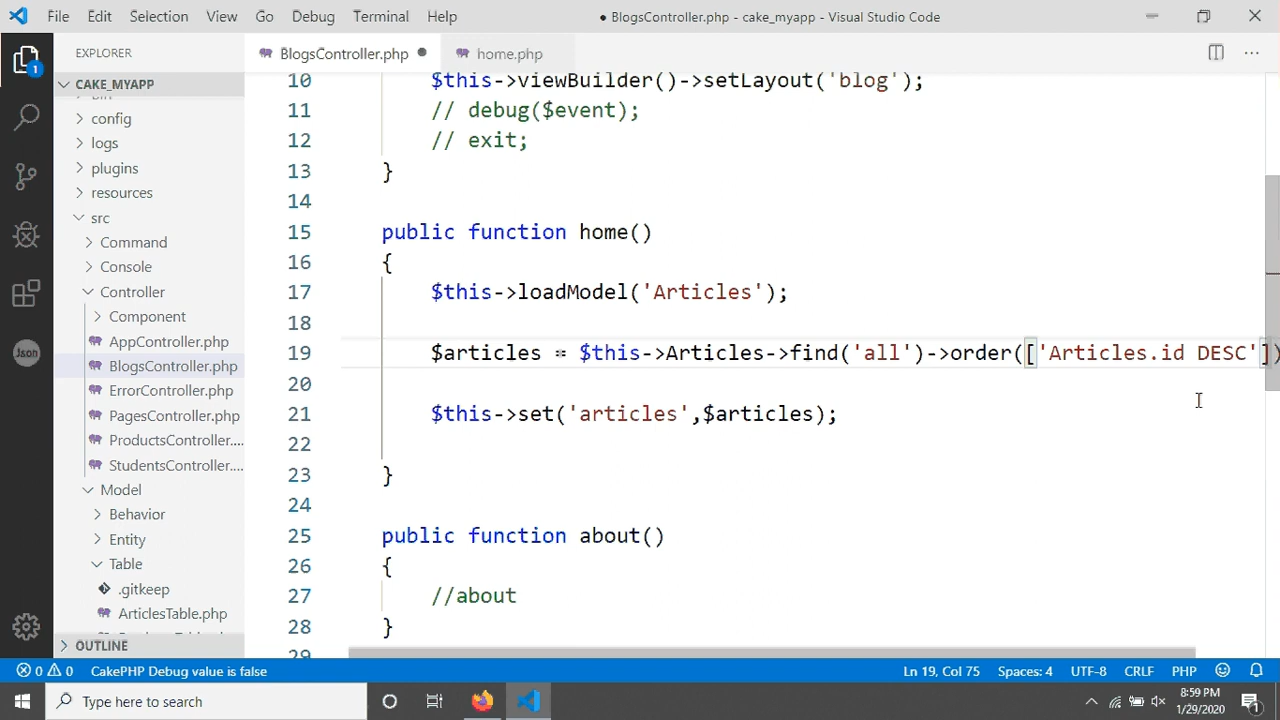 File Edit Selection View Go Debug Terminal Help
● BlogsController.php - cake_myapp - Visual Studio Code
EXPLORER
BlogsController.php
home.php
CAKE_MYAPP
bin
config
logs
plugins
resources
src
Command
Console
Controller
Component
AppController.php
BlogsController.php
ErrorController.php
PagesController.php
ProductsController....
StudentsController....
Model
Behavior
Entity
Table
.gitkeep
ArticlesTable.php
OUTLINE
10 $this->viewBuilder()->setLayout('blog');
11 // debug($event);
12 // exit;
13 }
14
15 public function home()
16 {
17 $this->loadModel('Articles');
18
19 $articles = $this->Articles->find('all')->order(['Articles.id DESC'])
20
21 $this->set('articles',$articles);
22
23 }
24
25 public function about()
26 {
27 //about
28 }
29
1
Json
0 0 CakePHP Debug value is false
Ln 19, Col 75 Spaces: 4 UTF-8 CRLF PHP
Type here to search
8:59 PM
1/29/2020
1